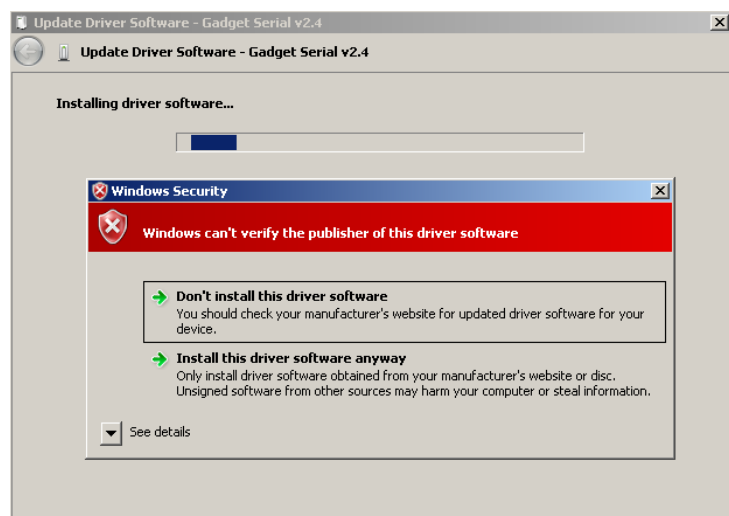 Update Driver Software - Gadget Serial v2.4
Update Driver Software - Gadget Serial v2.4
Installing driver software...
Windows Security
Windows can't verify the publisher of this driver software
Don't install this driver software
You should check your manufacturer's website for updated driver software for your
device.
Install this driver software anyway
Only install driver software obtained from your manufacturer's website or disc.
Unsigned software from other sources may harm your computer or steal information.
See details